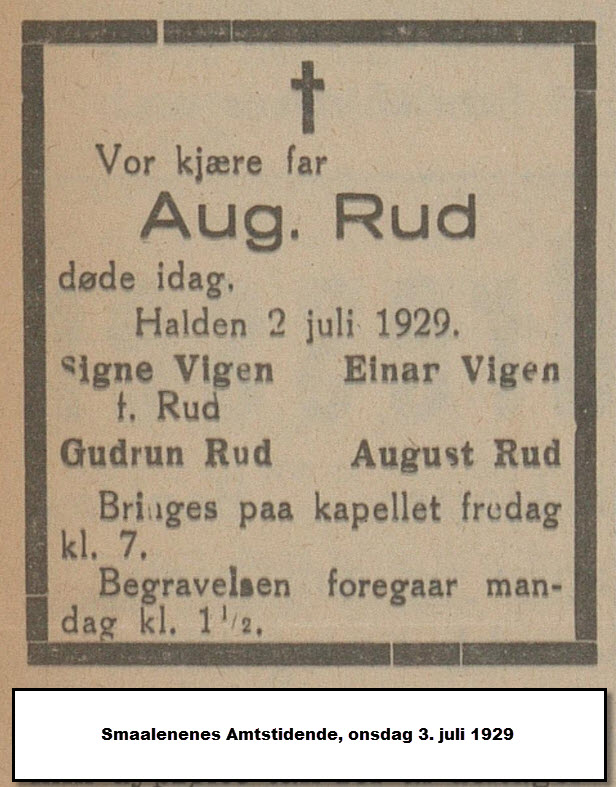 Vor kjære far
Aug. Rud
døde idag.
Halden 2 juli 1929.
Signe Vigen Einar Vigen
f. Rud
Gudrun Rud August Rud
Bringes paa kapellet fredag
kl. 7.
Begravelsen foregaar man-
dag kl. 1 1/2.
Smaalenenes Amtstidende, onsdag 3. juli 1929